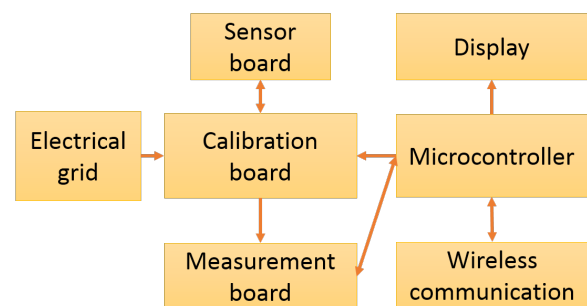 Sensor
board
Display
Electrical
grid
Calibration
board
Microcontroller
Measurement
board
Wireless
communication